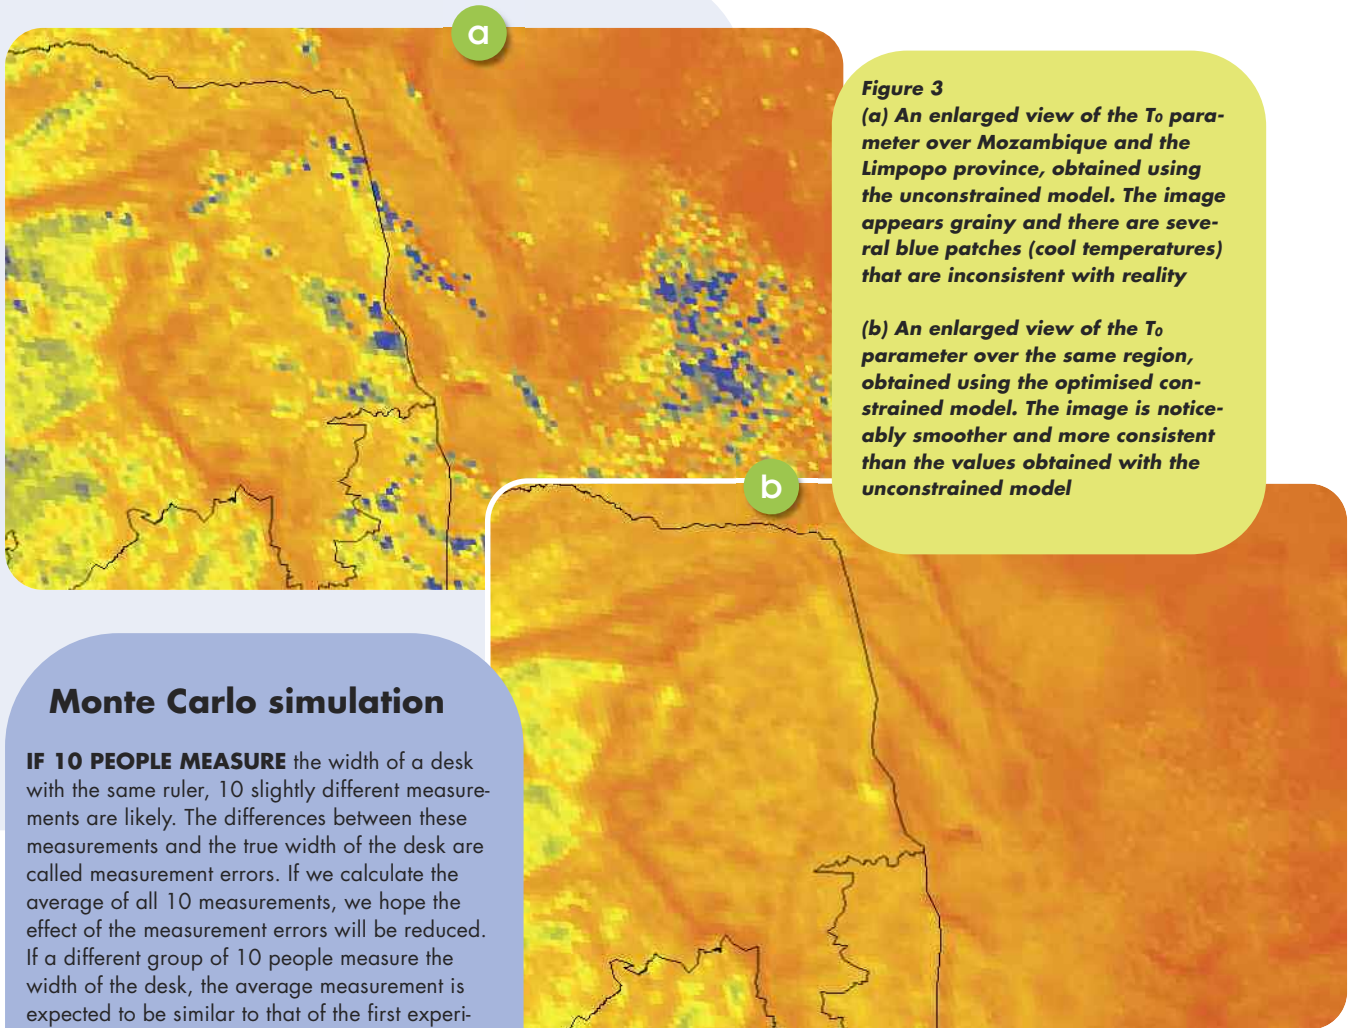 a
Figure 3
(a) An enlarged view of the T₀ para-
meter over Mozambique and the
Limpopo province, obtained using
the unconstrained model. The image
appears grainy and there are seve-
ral blue patches (cool temperatures)
that are inconsistent with reality
(b) An enlarged view of the T₀
parameter over the same region,
obtained using the optimised con-
strained model. The image is notice-
ably smoother and more consistent
than the values obtained with the
unconstrained model
b
Monte Carlo simulation
IF 10 PEOPLE MEASURE the width of a desk
with the same ruler, 10 slightly different measure-
ments are likely. The differences between these
measurements and the true width of the desk are
called measurement errors. If we calculate the
average of all 10 measurements, we hope the
effect of the measurement errors will be reduced.
If a different group of 10 people measure the
width of the desk, the average measurement is
expected to be similar to that of the first experi-